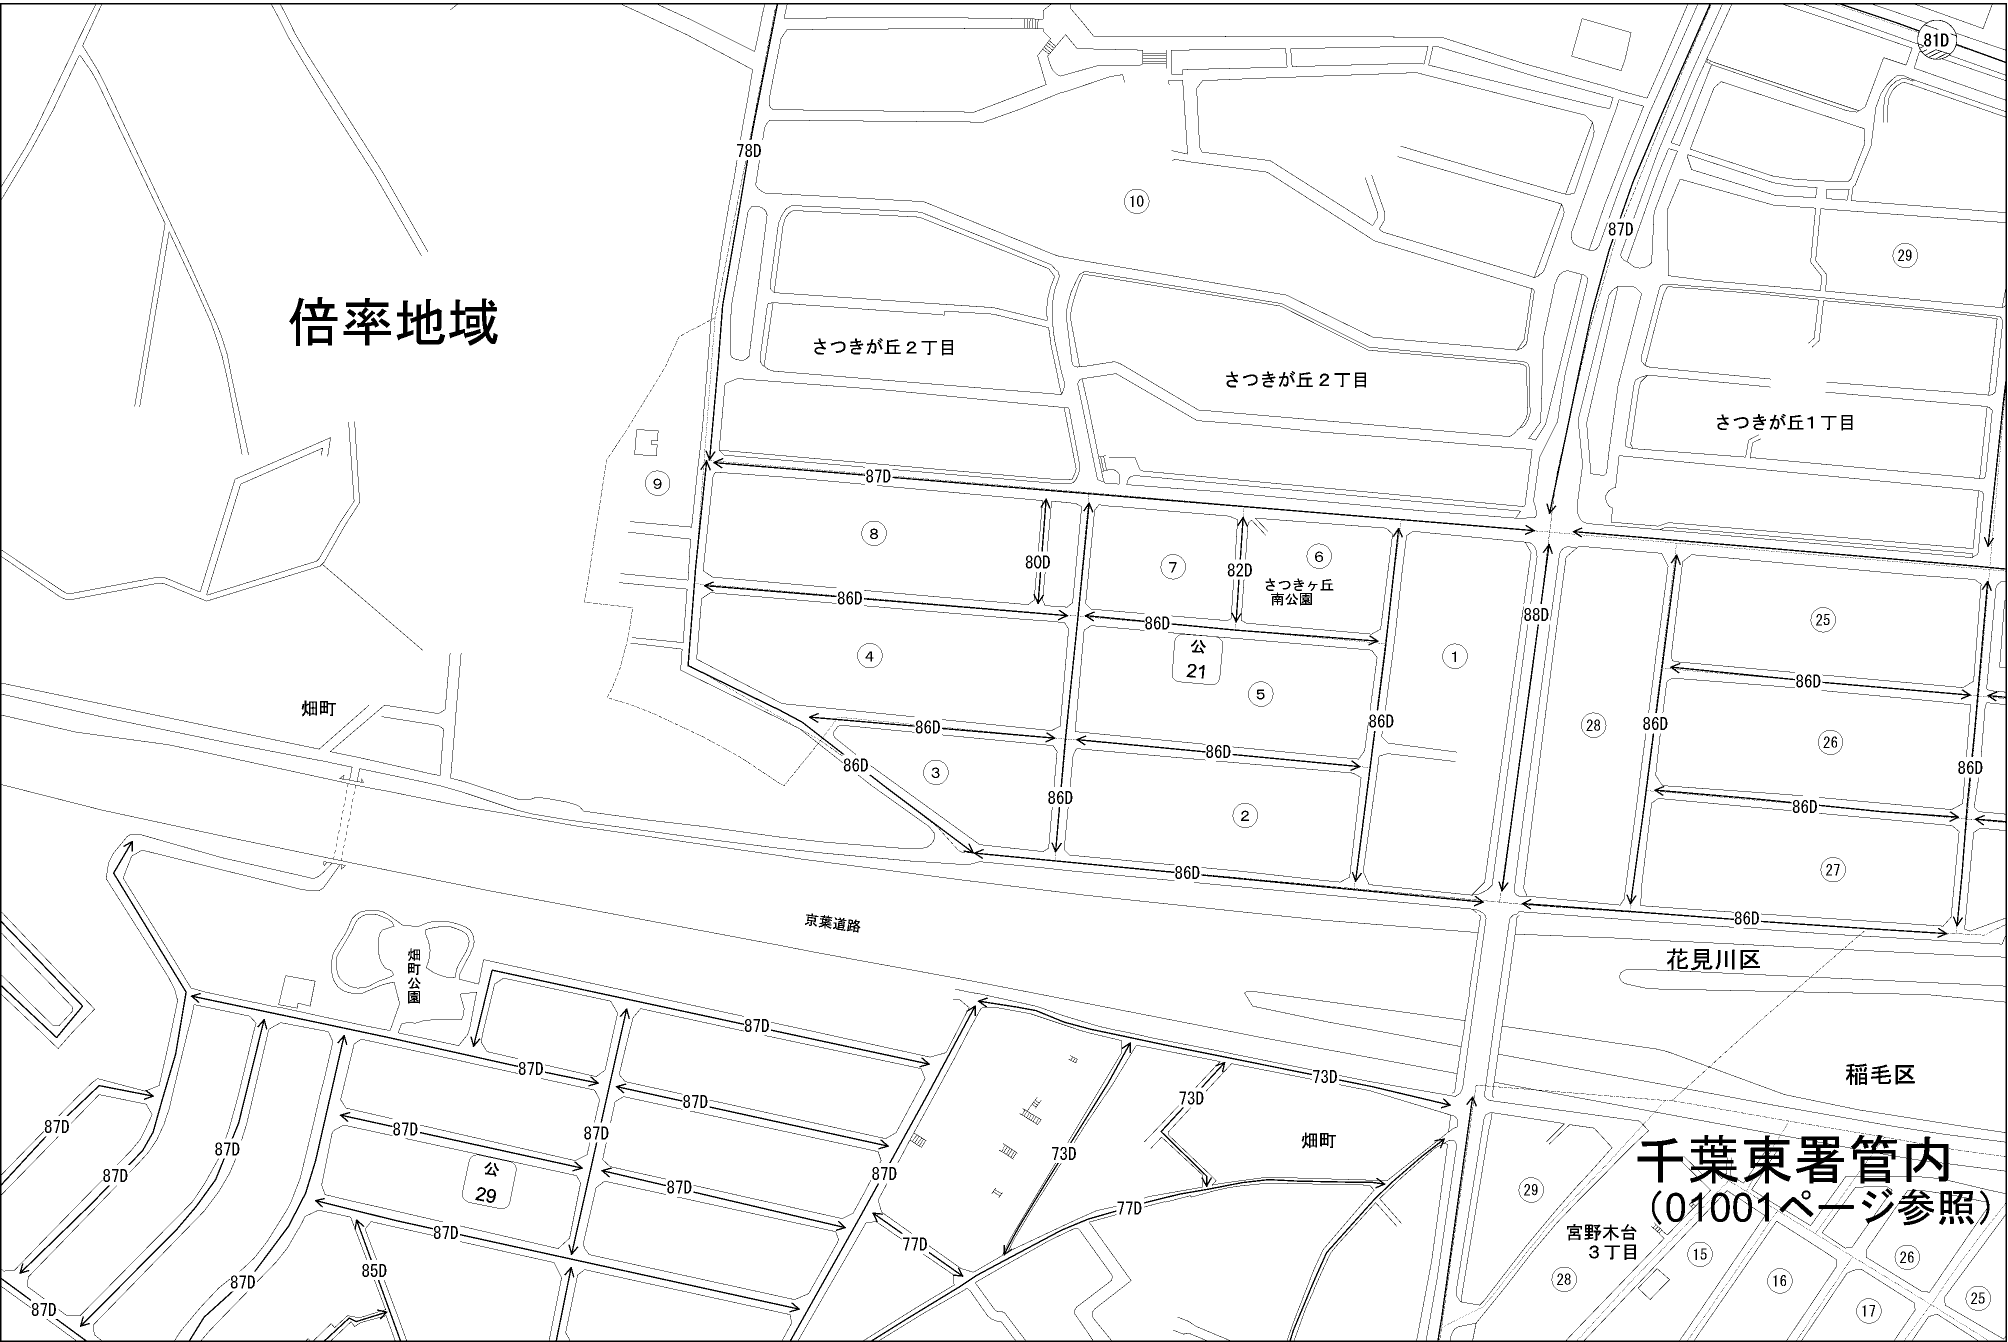 81D
78D
10
87D
29
倍率地域
さつきが丘２丁目
さつきが丘２丁目
さつきが丘１丁目
87D
9
8
7
6
80D
82D
さつきヶ丘
南公園
86D
86D
88D
25
4
公
21
5
1
86D
畑町
86D
86D
86D
86D
28
86D
26
86D
3
86D
86D
86D
2
86D
27
86D
86D
京葉道路
花見川区
畑町公園
87D
稲毛区
87D
73D
87D
73D
87D
87D
87D
畑町
千葉東署管内
（01001ページ参照）
87D
87D
73D
公
29
87D
87D
29
77D
87D
77D
宮野木台
３丁目
15
26
85D
87D
28
16
25
87D
17